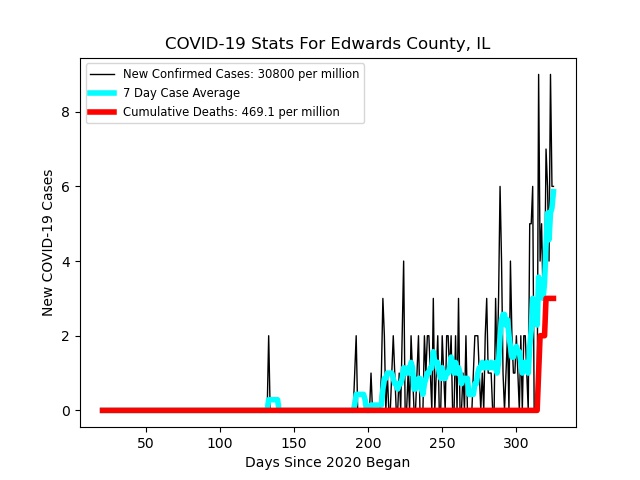 COVID-19 Stats For Edwards County, IL
New Confirmed Cases: 30800 per million
7 Day Case Average
Cumulative Deaths: 469.1 per million
New COVID-19 Cases
8
6
4
2
0
50 100 150 200 250 300
Days Since 2020 Began